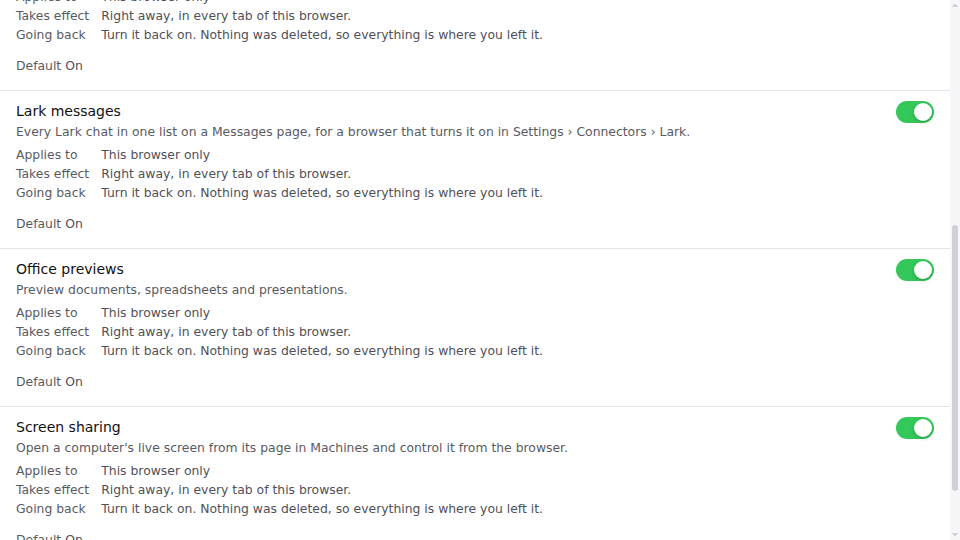 Takes effect Right away, in every tab of this browser.
Going back Turn it back on. Nothing was deleted, so everything is where you left it.
Default On
Lark messages
Every Lark chat in one list on a Messages page, for a browser that turns it on in Settings › Connectors › Lark.
Applies to This browser only
Takes effect Right away, in every tab of this browser.
Going back Turn it back on. Nothing was deleted, so everything is where you left it.
Default On
Office previews
Preview documents, spreadsheets and presentations.
Applies to This browser only
Takes effect Right away, in every tab of this browser.
Going back Turn it back on. Nothing was deleted, so everything is where you left it.
Default On
Screen sharing
Open a computer's live screen from its page in Machines and control it from the browser.
Applies to This browser only
Takes effect Right away, in every tab of this browser.
Going back Turn it back on. Nothing was deleted, so everything is where you left it.
Default On